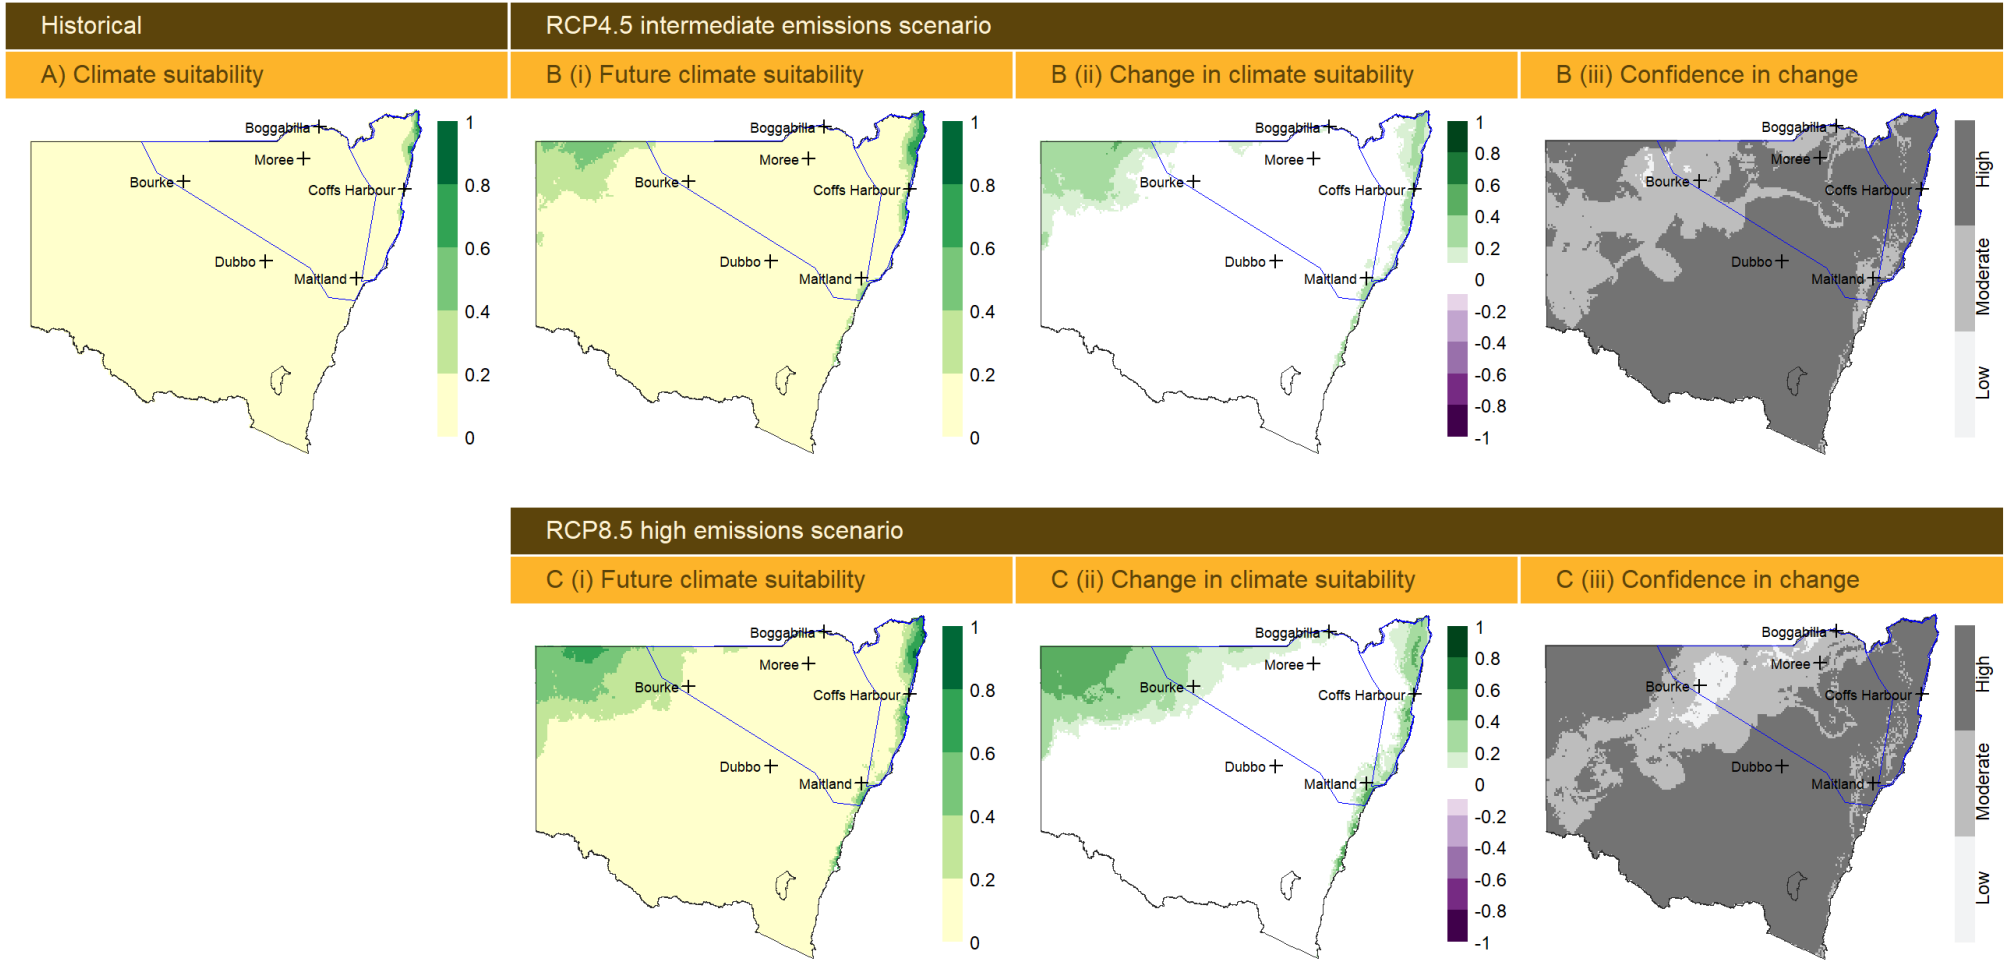 Historical
RCP4.5 intermediate emissions scenario
A) Climate suitability
B (i) Future climate suitability
B (ii) Change in climate suitability
B (iii) Confidence in change
Boggabilla
Moree
Bourke
Coffs Harbour
Dubbo
Maitland
1
0.8
0.6
0.4
0.2
0
Boggabilla
Moree
Bourke
Coffs Harbour
Dubbo
Maitland
1
0.8
0.6
0.4
0.2
0
Boggabilla
Moree
Bourke
Coffs Harbour
Dubbo
Maitland
1
0.8
0.6
0.4
0.2
0
-0.2
-0.4
-0.6
-0.8
-1
Boggabilla
Moree
Bourke
Coffs Harbour
Dubbo
Maitland
High
Moderate
Low
RCP8.5 high emissions scenario
C (i) Future climate suitability
C (ii) Change in climate suitability
C (iii) Confidence in change
Boggabilla
Moree
Bourke
Coffs Harbour
Dubbo
Maitland
1
0.8
0.6
0.4
0.2
0
Boggabilla
Moree
Bourke
Coffs Harbour
Dubbo
Maitland
1
0.8
0.6
0.4
0.2
0
-0.2
-0.4
-0.6
-0.8
-1
Boggabilla
Moree
Bourke
Coffs Harbour
Dubbo
Maitland
High
Moderate
Low